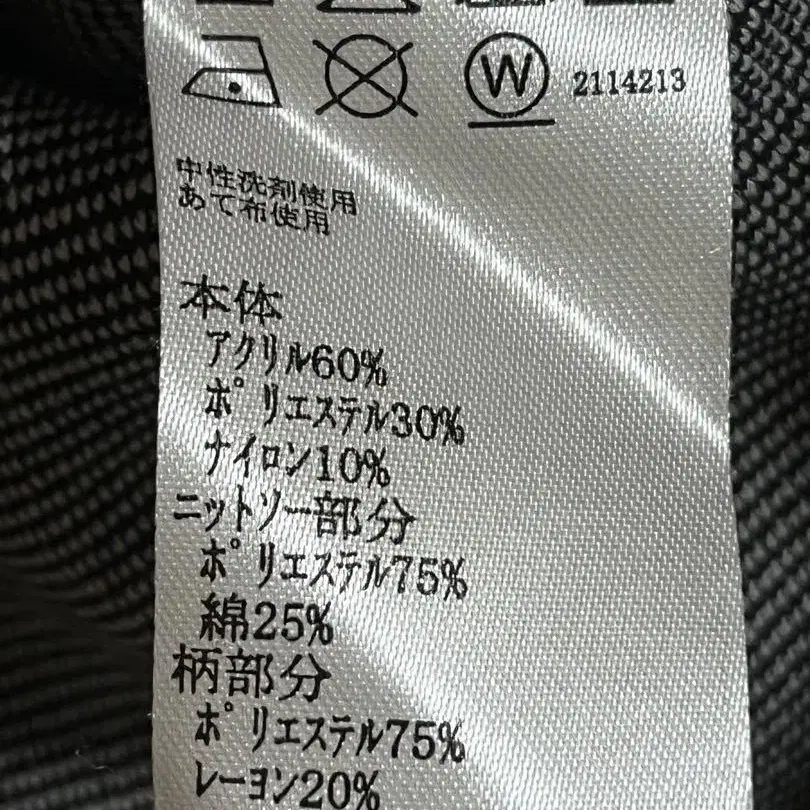 W 2114213
中性洗剤使用
あて布使用
本体
アクリル60%
ポリエステル30%
ナイロン10%
ニットソー部分
ポリエステル75%
綿25%
柄部分
ポリエステル75%
レーヨン20%